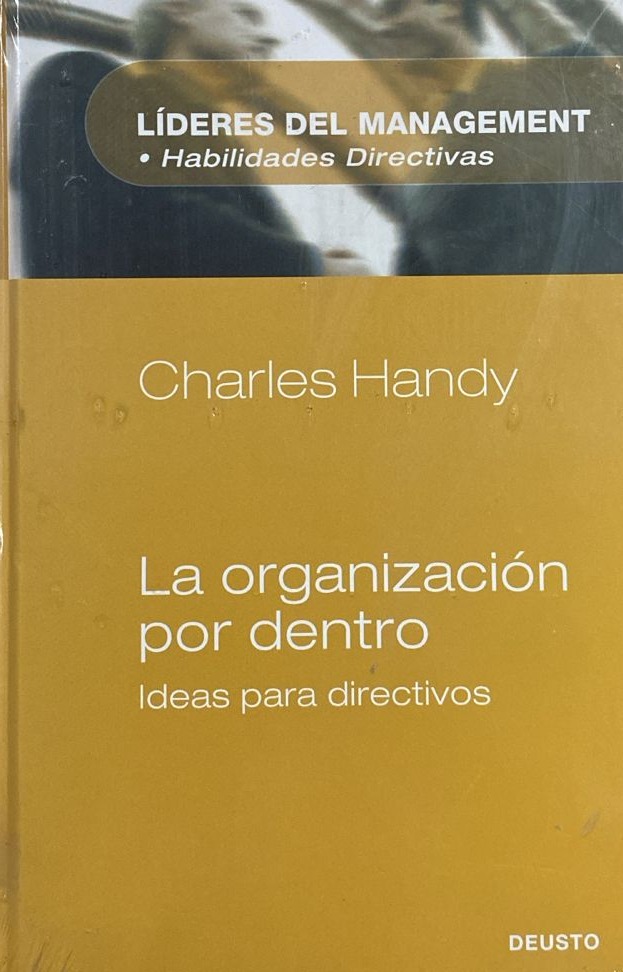 LÍDERES DEL MANAGEMENT
• Habilidades Directivas
Charles Handy
La organización
por dentro
Ideas para directivos
DEUSTO